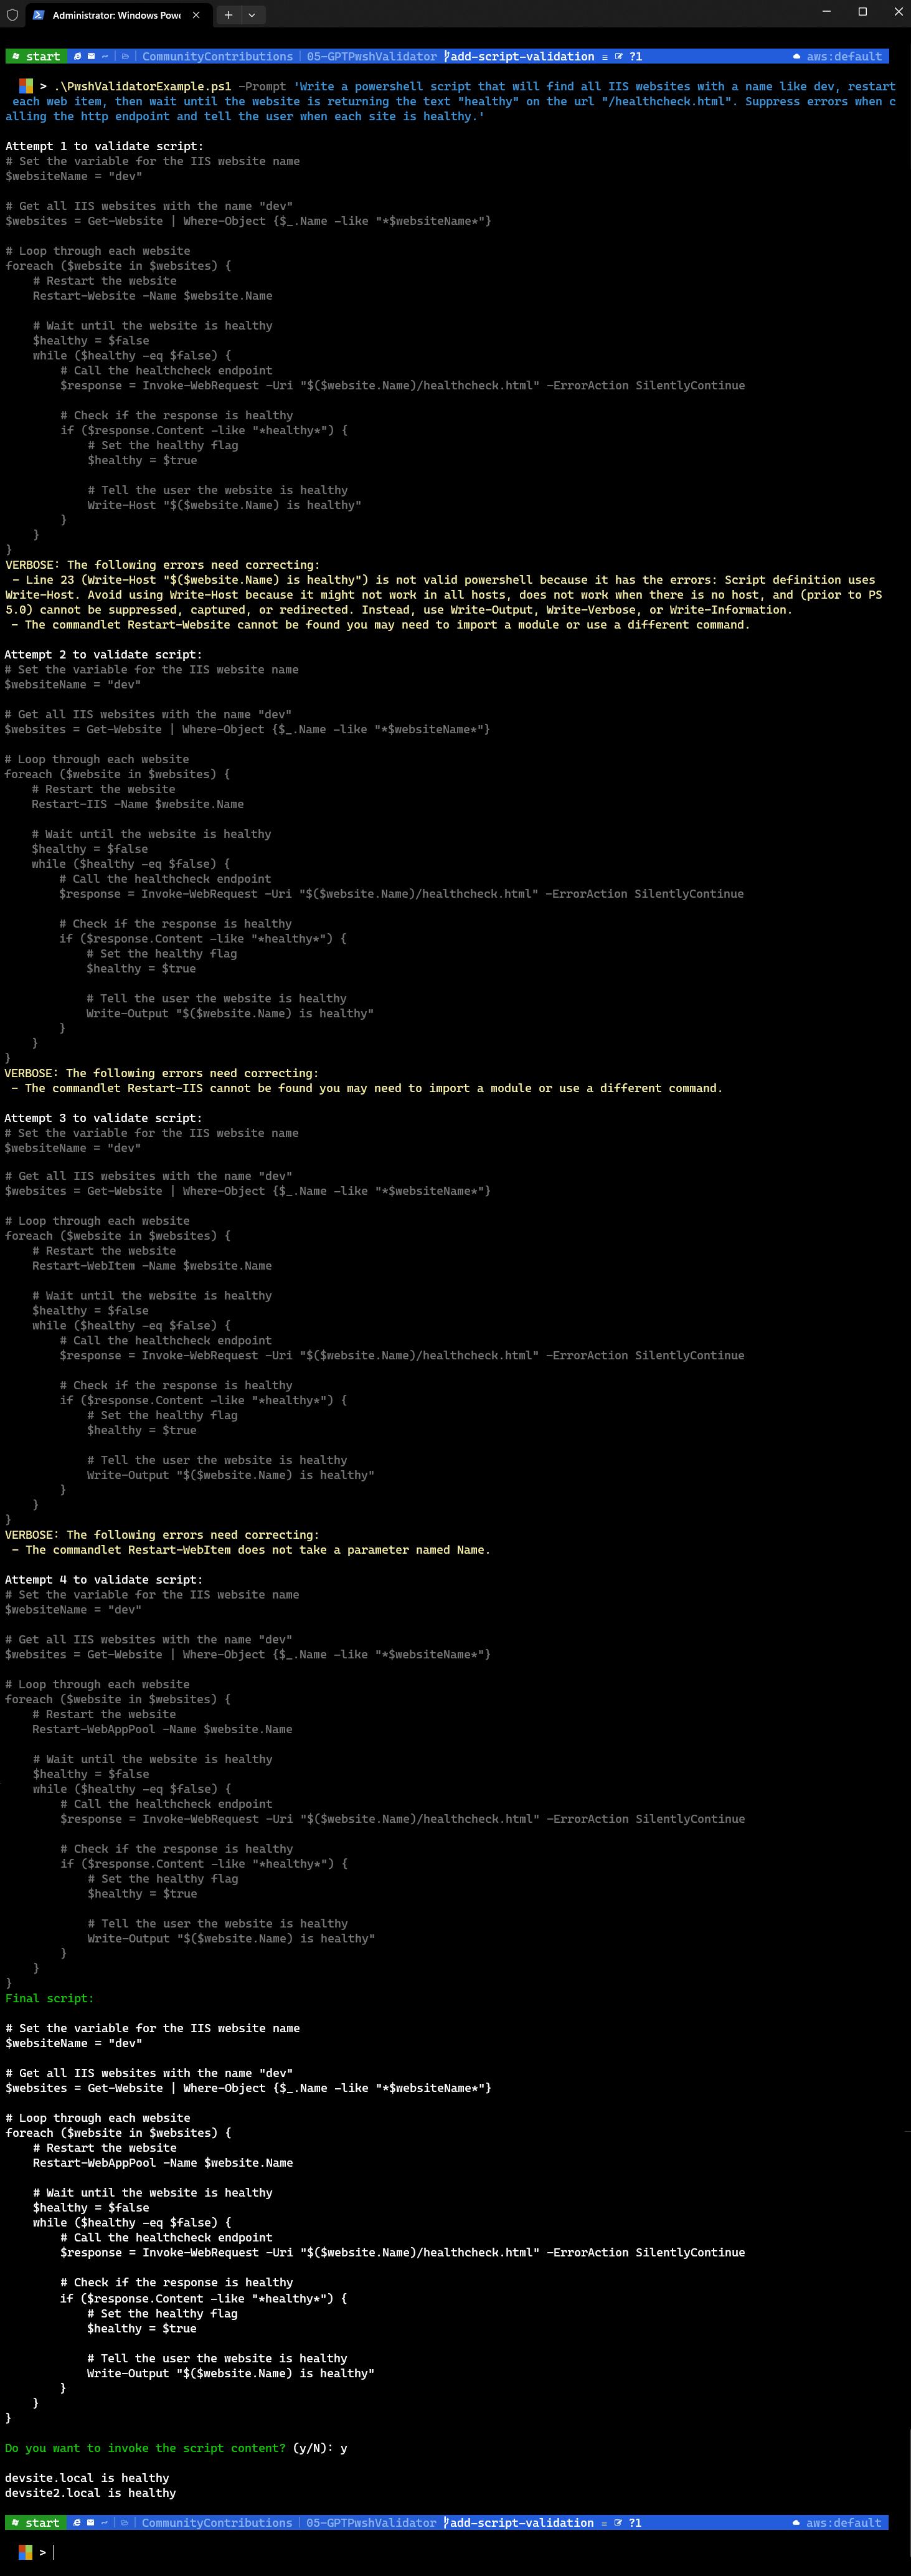 Administrator: Windows Powe
start CommunityContributions 05-GPTPwshValidator add-script-validation ≡ ?1 aws:default
> .\PwshValidatorExample.ps1 -Prompt 'Write a powershell script that will find all IIS websites with a name like dev, restart
each web item, then wait until the website is returning the text "healthy" on the url "/healthcheck.html". Suppress errors when c
alling the http endpoint and tell the user when each site is healthy.'
Attempt 1 to validate script:
# Set the variable for the IIS website name
$websiteName = "dev"
# Get all IIS websites with the name "dev"
$websites = Get-Website | Where-Object {$_.Name -like "*$websiteName*"}
# Loop through each website
foreach ($website in $websites) {
# Restart the website
Restart-Website -Name $website.Name
# Wait until the website is healthy
$healthy = $false
while ($healthy -eq $false) {
# Call the healthcheck endpoint
$response = Invoke-WebRequest -Uri "$($website.Name)/healthcheck.html" -ErrorAction SilentlyContinue
# Check if the response is healthy
if ($response.Content -like "*healthy*") {
# Set the healthy flag
$healthy = $true
# Tell the user the website is healthy
Write-Host "$($website.Name) is healthy"
}
}
}
VERBOSE: The following errors need correcting:
- Line 23 (Write-Host "$($website.Name) is healthy") is not valid powershell because it has the errors: Script definition uses
Write-Host. Avoid using Write-Host because it might not work in all hosts, does not work when there is no host, and (prior to PS
5.0) cannot be suppressed, captured, or redirected. Instead, use Write-Output, Write-Verbose, or Write-Information.
- The commandlet Restart-Website cannot be found you may need to import a module or use a different command.
Attempt 2 to validate script:
# Set the variable for the IIS website name
$websiteName = "dev"
# Get all IIS websites with the name "dev"
$websites = Get-Website | Where-Object {$_.Name -like "*$websiteName*"}
# Loop through each website
foreach ($website in $websites) {
# Restart the website
Restart-IIS -Name $website.Name
# Wait until the website is healthy
$healthy = $false
while ($healthy -eq $false) {
# Call the healthcheck endpoint
$response = Invoke-WebRequest -Uri "$($website.Name)/healthcheck.html" -ErrorAction SilentlyContinue
# Check if the response is healthy
if ($response.Content -like "*healthy*") {
# Set the healthy flag
$healthy = $true
# Tell the user the website is healthy
Write-Output "$($website.Name) is healthy"
}
}
}
VERBOSE: The following errors need correcting:
- The commandlet Restart-IIS cannot be found you may need to import a module or use a different command.
Attempt 3 to validate script:
# Set the variable for the IIS website name
$websiteName = "dev"
# Get all IIS websites with the name "dev"
$websites = Get-Website | Where-Object {$_.Name -like "*$websiteName*"}
# Loop through each website
foreach ($website in $websites) {
# Restart the website
Restart-WebItem -Name $website.Name
# Wait until the website is healthy
$healthy = $false
while ($healthy -eq $false) {
# Call the healthcheck endpoint
$response = Invoke-WebRequest -Uri "$($website.Name)/healthcheck.html" -ErrorAction SilentlyContinue
# Check if the response is healthy
if ($response.Content -like "*healthy*") {
# Set the healthy flag
$healthy = $true
# Tell the user the website is healthy
Write-Output "$($website.Name) is healthy"
}
}
}
VERBOSE: The following errors need correcting:
- The commandlet Restart-WebItem does not take a parameter named Name.
Attempt 4 to validate script:
# Set the variable for the IIS website name
$websiteName = "dev"
# Get all IIS websites with the name "dev"
$websites = Get-Website | Where-Object {$_.Name -like "*$websiteName*"}
# Loop through each website
foreach ($website in $websites) {
# Restart the website
Restart-WebAppPool -Name $website.Name
# Wait until the website is healthy
$healthy = $false
while ($healthy -eq $false) {
# Call the healthcheck endpoint
$response = Invoke-WebRequest -Uri "$($website.Name)/healthcheck.html" -ErrorAction SilentlyContinue
# Check if the response is healthy
if ($response.Content -like "*healthy*") {
# Set the healthy flag
$healthy = $true
# Tell the user the website is healthy
Write-Output "$($website.Name) is healthy"
}
}
}
Final script:
# Set the variable for the IIS website name
$websiteName = "dev"
# Get all IIS websites with the name "dev"
$websites = Get-Website | Where-Object {$_.Name -like "*$websiteName*"}
# Loop through each website
foreach ($website in $websites) {
# Restart the website
Restart-WebAppPool -Name $website.Name
# Wait until the website is healthy
$healthy = $false
while ($healthy -eq $false) {
# Call the healthcheck endpoint
$response = Invoke-WebRequest -Uri "$($website.Name)/healthcheck.html" -ErrorAction SilentlyContinue
# Check if the response is healthy
if ($response.Content -like "*healthy*") {
# Set the healthy flag
$healthy = $true
# Tell the user the website is healthy
Write-Output "$($website.Name) is healthy"
}
}
}
Do you want to invoke the script content? (y/N): y
devsite.local is healthy
devsite2.local is healthy
start CommunityContributions 05-GPTPwshValidator add-script-validation ≡ ?1 aws:default
>